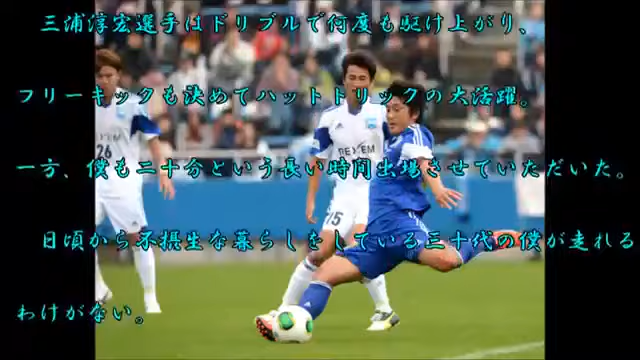 三浦淳宏選手はドリブルで何度も駆け上がり、
フリーキックも決めてハットトリックの大活躍。
一方、僕も二十分という長い時間出場させていただいた。
日頃から不摂生な暮らしをしている三十代の僕が走れる
わけがない。
26
15